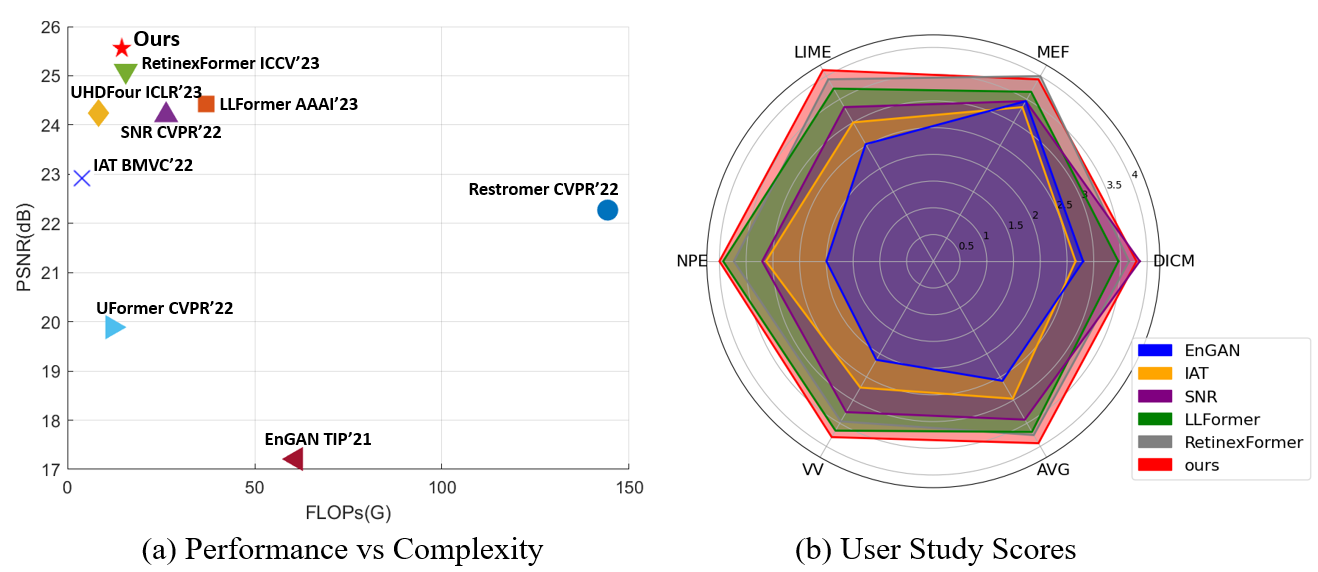 26
25
24
23
22
21
20
19
18
17
PSNR(dB)
Ours
RetinexFormer ICCV’23
UHDFour ICLR’23
LLFormer AAAI’23
SNR CVPR’22
IAT BMVC’22
Restromer CVPR’22
UFormer CVPR’22
EnGAN TIP’21
0 50 100 150
FLOPs(G)
(a) Performance vs Complexity
LIME MEF
NPE DICM
VV AVG
0.5 1 1.5 2 2.5 3 3.5 4
EnGAN
IAT
SNR
LLFormer
RetinexFormer
ours
(b) User Study Scores